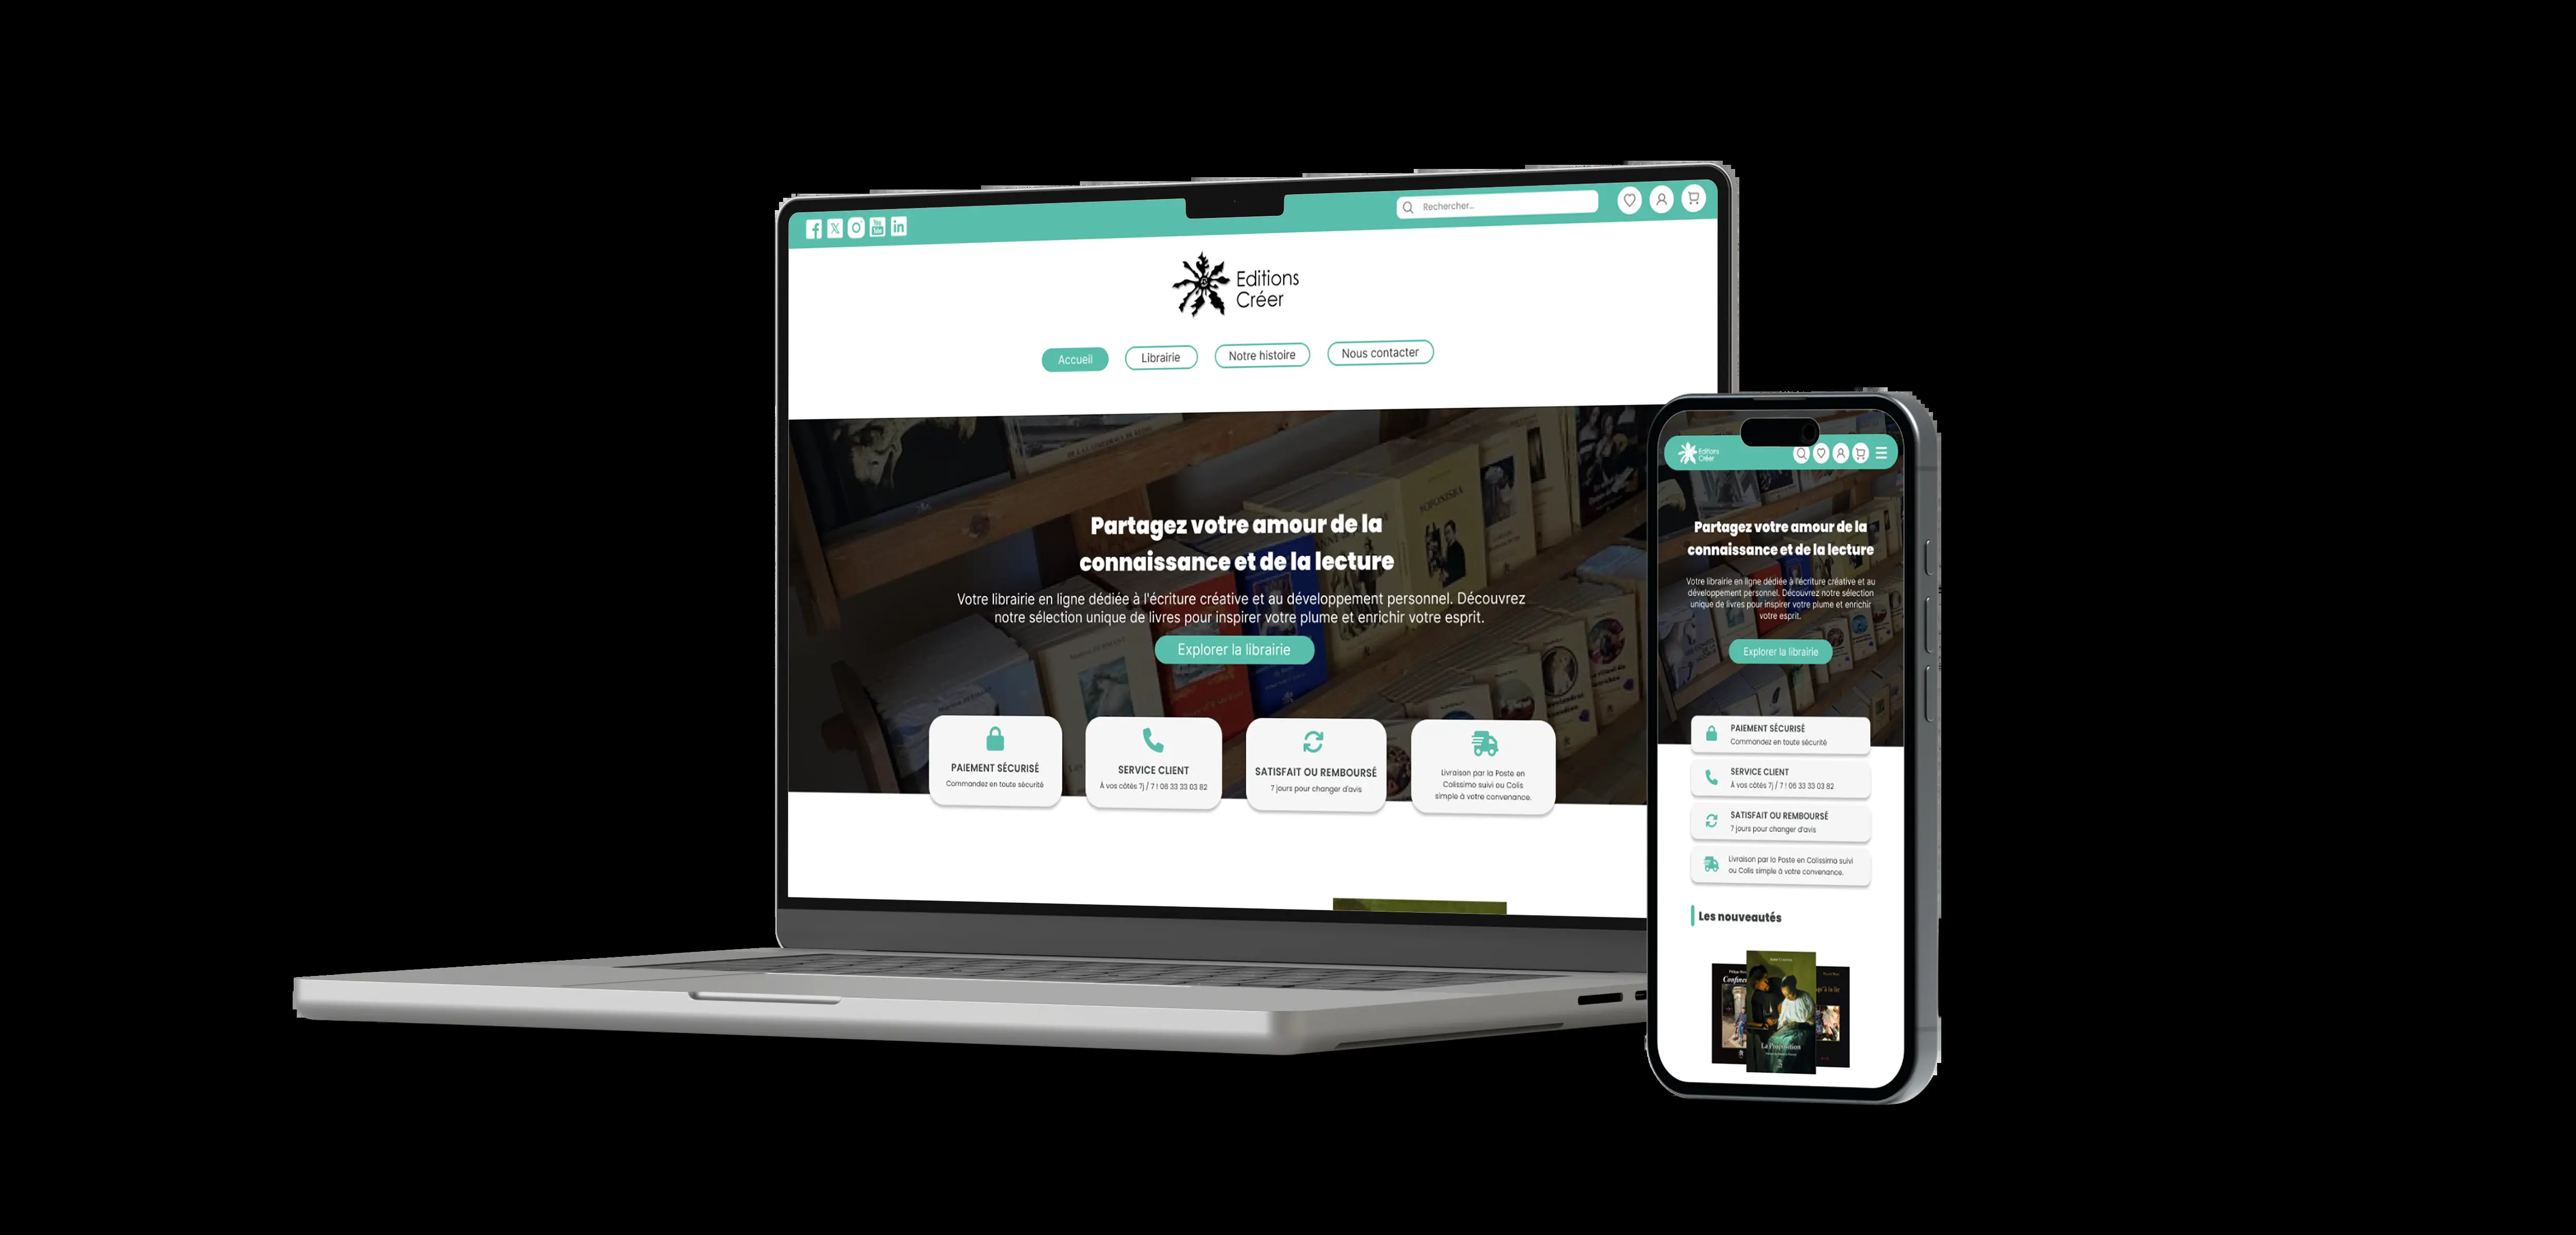 Rechercher...
Editions
Créer
Accueil
Librairie
Notre histoire
Nous contacter
Partagez votre amour de la
connaissance et de la lecture
Votre librairie en ligne dédiée à l'écriture créative et au développement personnel. Découvrez
notre sélection unique de livres pour inspirer votre plume et enrichir votre esprit.
Explorer la librairie
PAIEMENT SÉCURISÉ
Commandez en toute sécurité
SERVICE CLIENT
À vos côtés 7j / 7 ! 06 33 33 03 82
SATISFAIT OU REMBOURSÉ
7 jours pour changer d'avis
Livraison par la Poste en
Colissimo suivi ou Colis
simple à votre convenance.
Editions
Créer
Partagez votre amour de la
connaissance et de la lecture
Votre librairie en ligne dédiée à l'écriture créative et au
développement personnel. Découvrez notre sélection
unique de livres pour inspirer votre plume et enrichir
votre esprit.
Explorer la librairie
PAIEMENT SÉCURISÉ
Commandez en toute sécurité
SERVICE CLIENT
À vos côtés 7j / 7 ! 06 33 33 03 82
SATISFAIT OU REMBOURSÉ
7 jours pour changer d'avis
Livraison par la Poste en Colissimo suivi
ou Colis simple à votre convenance.
Les nouveautés
La Proposition